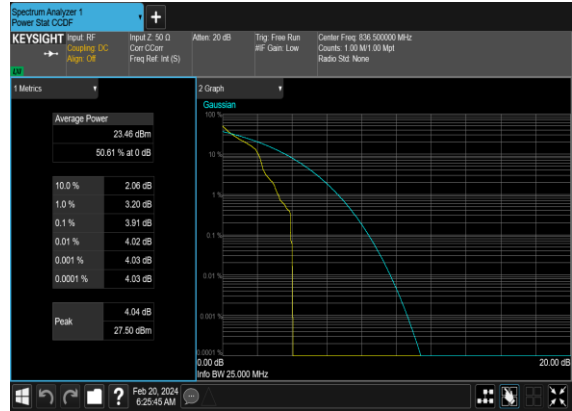 Spectrum Analyzer 1
Power Stat CCDF
+
KEYSIGHT
Input: RF
Coupling: DC
Align: Off
Input Z: 50 Ω
Corr CCorr
Freq Ref: Int (S)
Atten: 20 dB
Trig: Free Run
#IF Gain: Low
Center Freq: 836.500000 MHz
Counts: 1.00 M/1.00 Mpt
Radio Std: None
1 Metrics
Average Power
23.46 dBm
50.61 % at 0 dB
10.0 % 2.06 dB
1.0 % 3.20 dB
0.1 % 3.91 dB
0.01 % 4.02 dB
0.001 % 4.03 dB
0.0001 % 4.03 dB
Peak 4.04 dB
27.50 dBm
2 Graph
Gaussian
100 %
10 %
1 %
0.1 %
0.01 %
0.001 %
0.0001 %
0.00 dB 20.00 dB
Info BW 25.000 MHz
?
Feb 20, 2024
6:25:45 AM